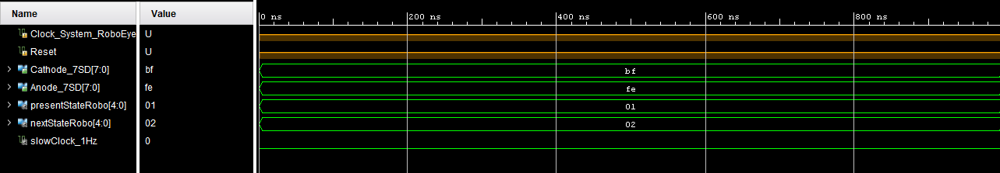 Name Value 0 ns 200 ns 400 ns 600 ns 800 ns
Clock_System_RoboEye U
Reset U
Cathode_7SD[7:0] bf bf
Anode_7SD[7:0] fe fe
presentStateRobo[4:0] 01 01
nextStateRobo[4:0] 02 02
slowClock_1Hz 0